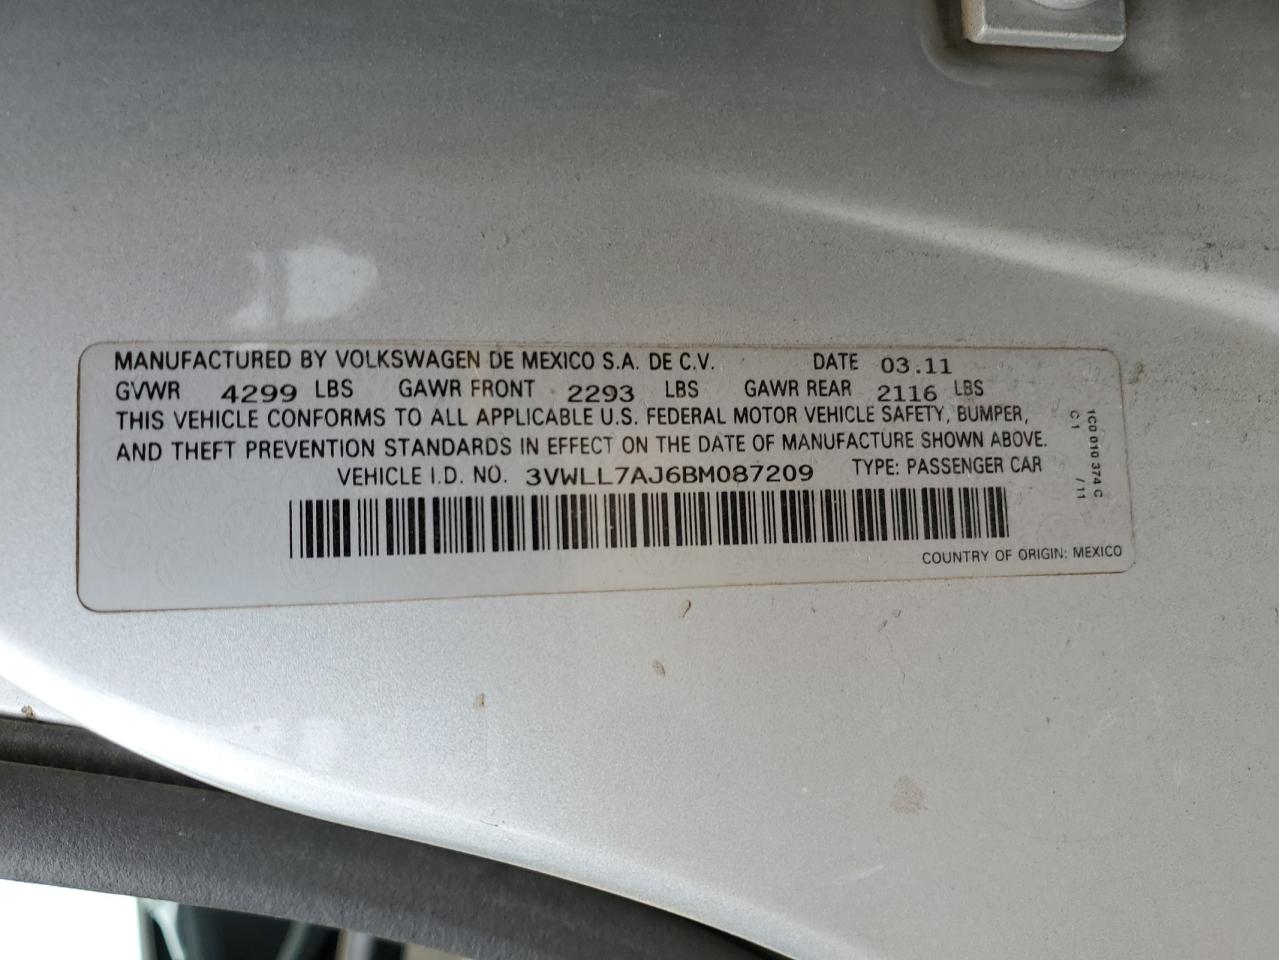 MANUFACTURED BY VOLKSWAGEN DE MEXICO S.A. DE C.V. DATE 03.11
GVWR 4299 LBS GAWR FRONT 2293 LBS GAWR REAR 2116 LBS
THIS VEHICLE CONFORMS TO ALL APPLICABLE U.S. FEDERAL MOTOR VEHICLE SAFETY, BUMPER,
AND THEFT PREVENTION STANDARDS IN EFFECT ON THE DATE OF MANUFACTURE SHOWN ABOVE.
VEHICLE I.D. NO. 3VWLL7AJ6BM087209 TYPE: PASSENGER CAR
COUNTRY OF ORIGIN: MEXICO
1C0 010 374 C
C 1 / 11